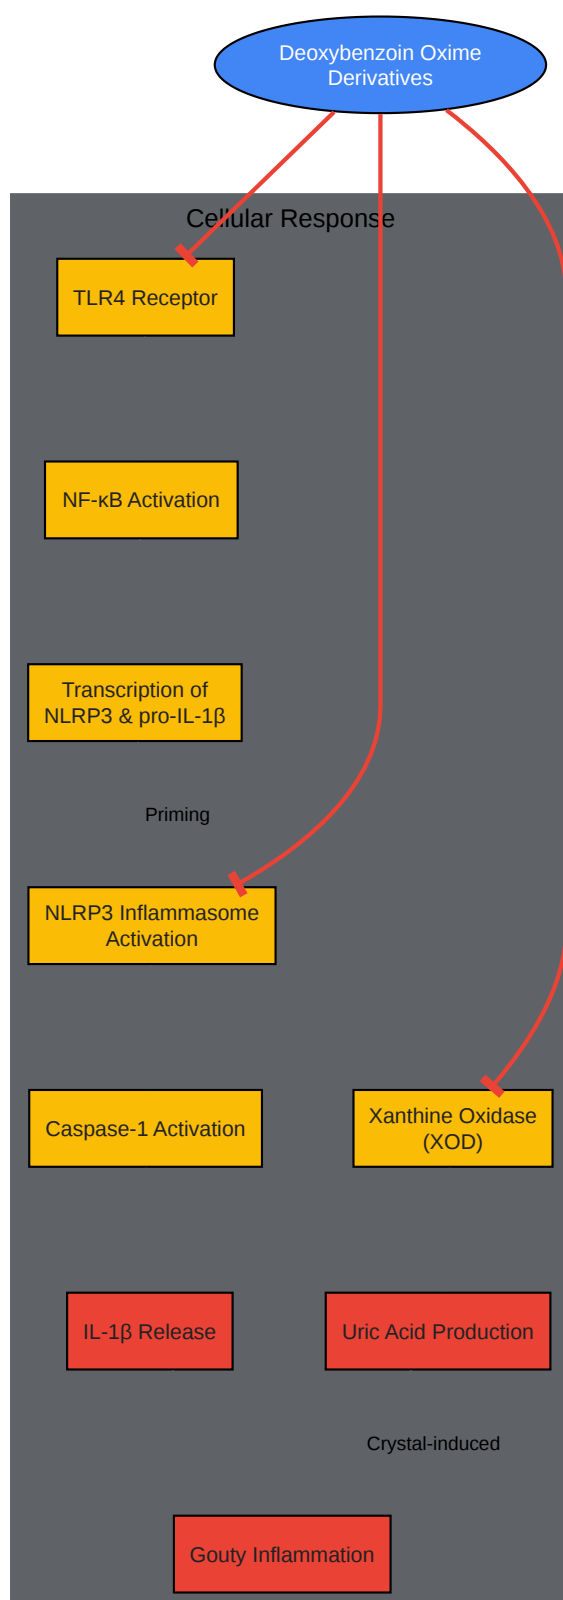 Deoxybenzoin Oxime
Derivatives
Cellular Response
TLR4 Receptor
NF-κB Activation
Transcription of
NLRP3 & pro-IL-1β
Priming
NLRP3 Inflammasome
Activation
Caspase-1 Activation
Xanthine Oxidase
(XOD)
IL-1β Release
Uric Acid Production
Crystal-induced
Gouty Inflammation